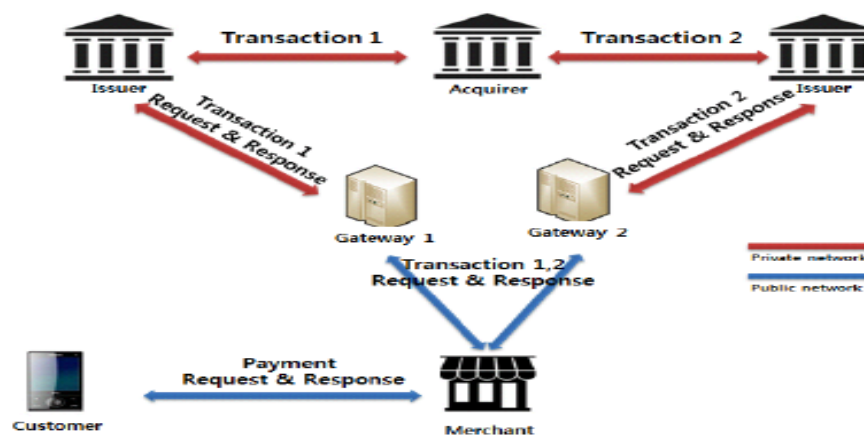 Transaction 1
Transaction 2
Issuer
Acquirer
Issuer
Transaction 1
Request & Response
Transaction 2
Request & Response
Gateway 1
Gateway 2
Transaction 1,2
Request & Response
Private network
Public network
Payment
Request & Response
Customer
Merchant